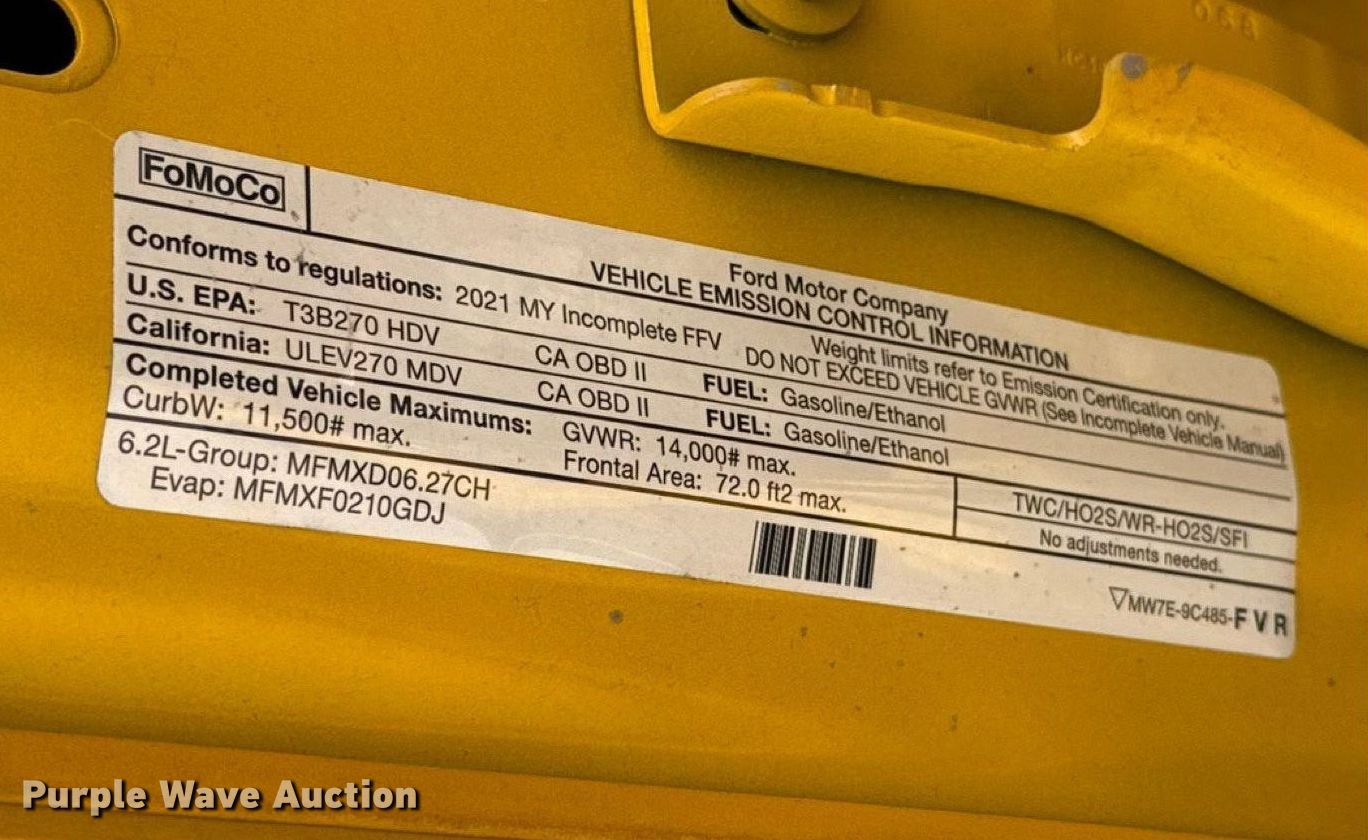 FoMoCo
Ford Motor Company
VEHICLE EMISSION CONTROL INFORMATION
Conforms to regulations: 2021 MY Incomplete FFV
Weight limits refer to Emission Certification only.
DO NOT EXCEED VEHICLE GVWR (See Incomplete Vehicle Manual)
U.S. EPA: T3B270 HDV CA OBD II FUEL: Gasoline/Ethanol
California: ULEV270 MDV CA OBD II FUEL: Gasoline/Ethanol
Completed Vehicle Maximums: GVWR: 14,000# max.
CurbW: 11,500# max. Frontal Area: 72.0 ft2 max.
TWC/HO2S/WR-HO2S/SFI
6.2L-Group: MFMXD06.27CH
No adjustments needed.
Evap: MFMXF0210GDJ
MW7E-9C485-F V R
Purple Wave Auction